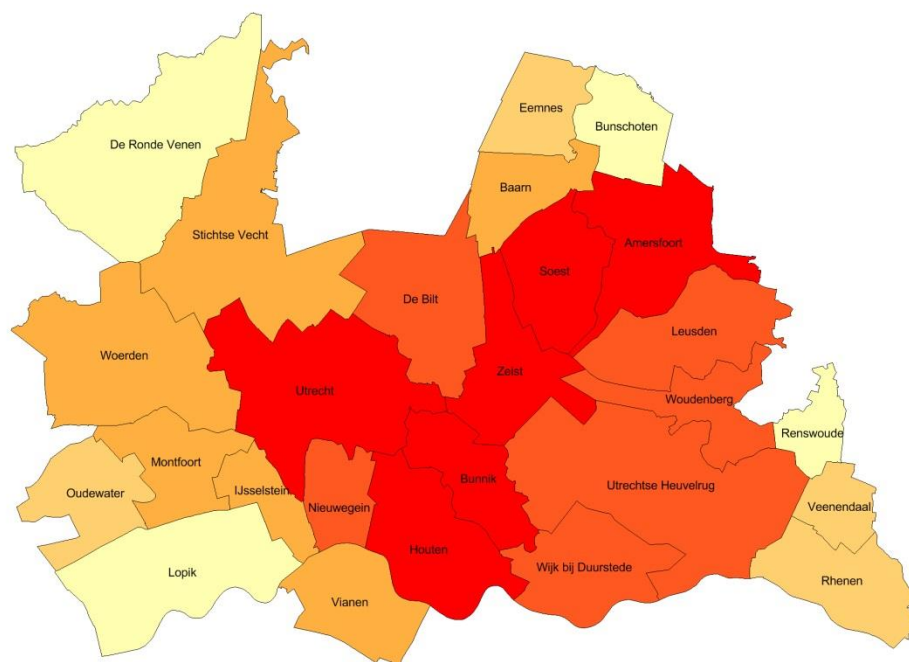 Eemnes
Bunschoten
De Ronde Venen
Baarn
Stichtse Vecht
Soest
Amersfoort
De Bilt
Leusden
Woerden
Zeist
Utrecht
Woudenberg
Renswoude
Montfoort
Oudewater
IJsselstein
Bunnik
Utrechtse Heuvelrug
Nieuwegein
Veenendaal
Houten
Lopik
Wijk bij Duurstede
Rhenen
Vianen